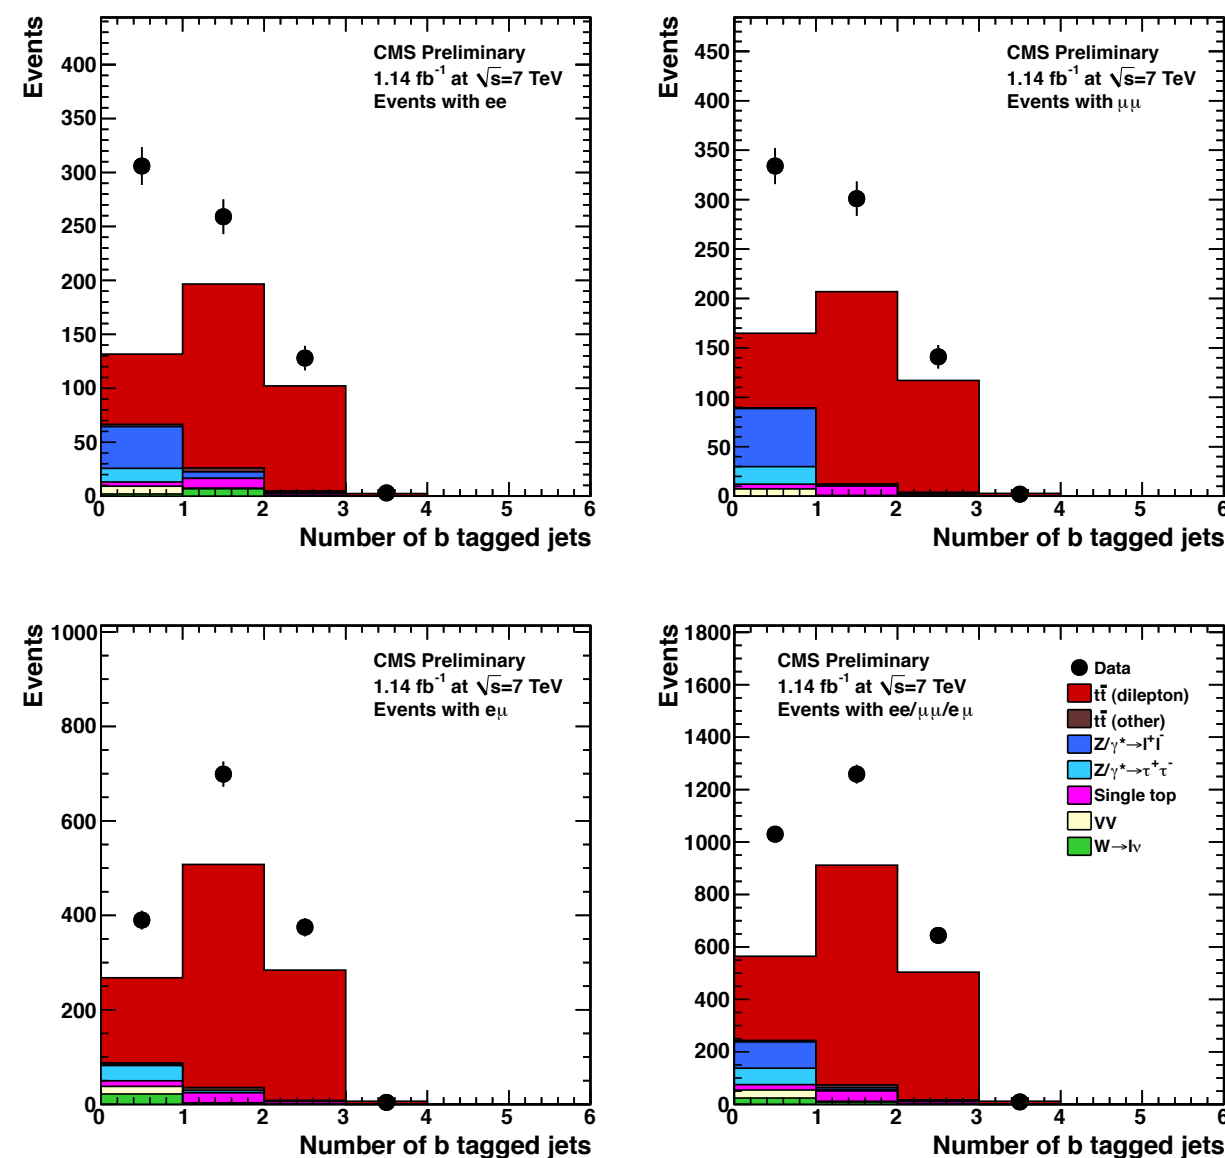 Events
CMS Preliminary
1.14 fb⁻¹ at √s=7 TeV
Events with ee
400
350
300
250
200
150
100
50
0
0 1 2 3 4 5 6
Number of b tagged jets
Events
CMS Preliminary
1.14 fb⁻¹ at √s=7 TeV
Events with μμ
450
400
350
300
250
200
150
100
50
0
0 1 2 3 4 5 6
Number of b tagged jets
Events
CMS Preliminary
1.14 fb⁻¹ at √s=7 TeV
Events with eμ
1000
800
600
400
200
0
0 1 2 3 4 5 6
Number of b tagged jets
Events
CMS Preliminary
1.14 fb⁻¹ at √s=7 TeV
Events with ee/μμ/eμ
Data
tt̄ (dilepton)
tt̄ (other)
Z/γ*→l⁺l⁻
Z/γ*→τ⁺τ⁻
Single top
VV
W→lν
1800
1600
1400
1200
1000
800
600
400
200
0
0 1 2 3 4 5 6
Number of b tagged jets